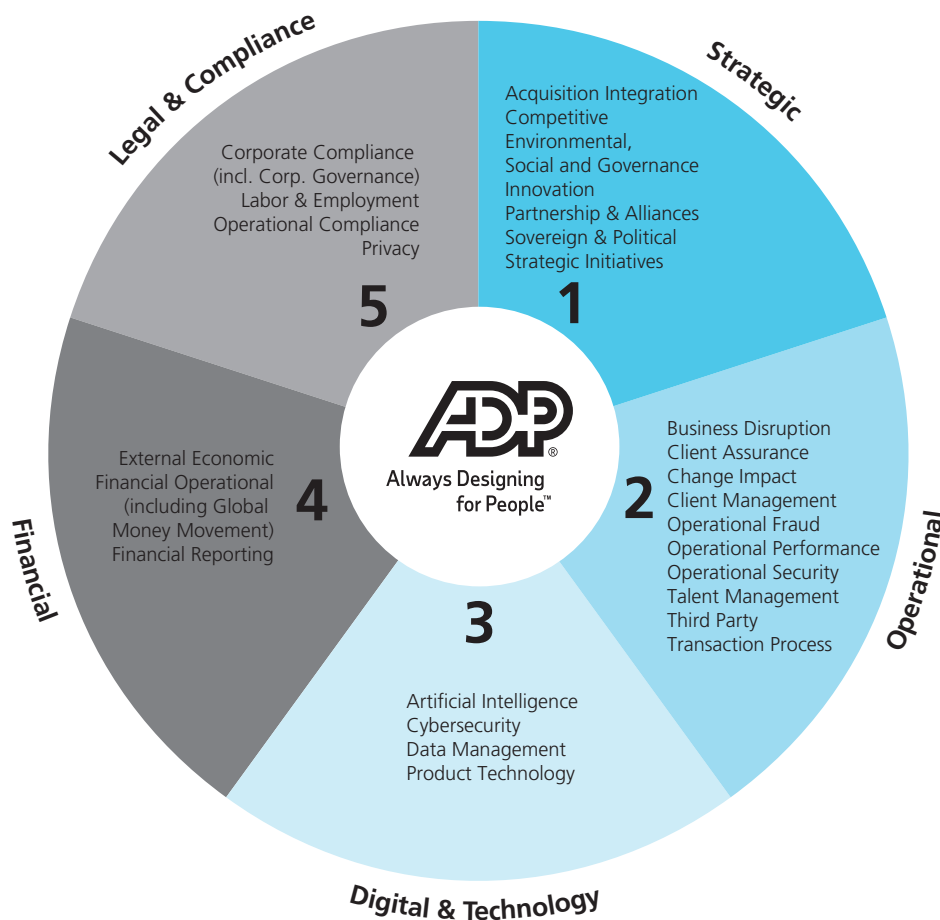 Strategic
Acquisition Integration
Competitive
Environmental,
Social and Governance
Innovation
Partnership & Alliances
Sovereign & Political
Strategic Initiatives
1
Operational
Business Disruption
Client Assurance
Change Impact
Client Management
Operational Fraud
Operational Performance
Operational Security
Talent Management
Third Party
Transaction Process
2
3
Artificial Intelligence
Cybersecurity
Data Management
Product Technology
Digital & Technology
Financial
External Economic
Financial Operational
(including Global
Money Movement)
Financial Reporting
4
Legal & Compliance
Corporate Compliance
(incl. Corp. Governance)
Labor & Employment
Operational Compliance
Privacy
5
ADP®
Always Designing
for People™